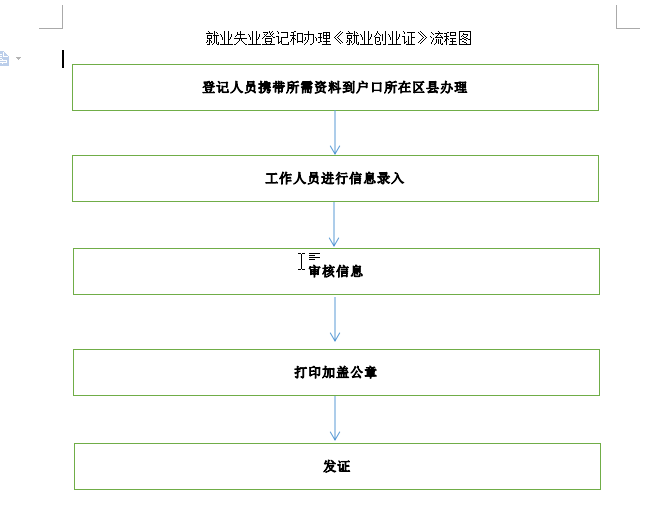 就业失业登记和办理《就业创业证》流程图
登记人员携带所需资料到户口所在区县办理
工作人员进行信息录入
审核信息
打印加盖公章
发证